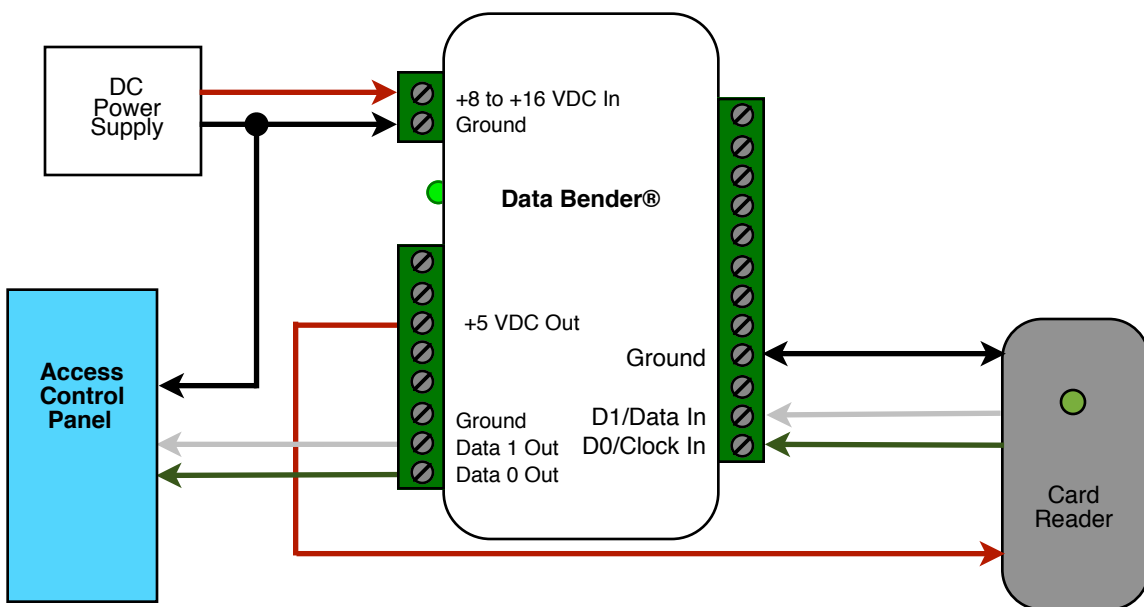 DC
Power
Supply
+8 to +16 VDC In
Ground
Data Bender®
+5 VDC Out
Ground
Access
Control
Panel
Ground
Data 1 Out
Data 0 Out
D1/Data In
D0/Clock In
Card
Reader